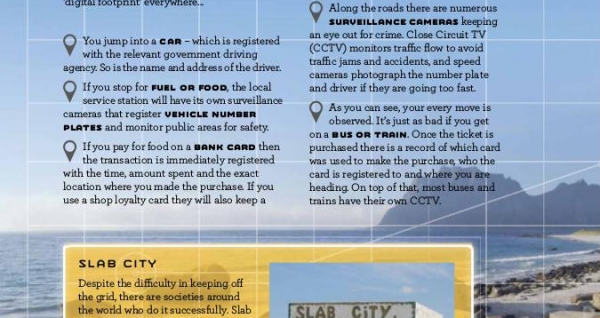 'digital footprint' everywhere...
You jump into a CAR – which is registered
with the relevant government driving
agency. So is the name and address of the driver.
If you stop for FUEL OR FOOD, the local
service station will have its own surveillance
cameras that register VEHICLE NUMBER
PLATES and monitor public areas for safety.
If you pay for food on a BANK CARD then
the transaction is immediately registered
with the time, amount spent and the exact
location where you made the purchase. If you
use a shop loyalty card they will also keep a
Along the roads there are numerous
SURVEILLANCE CAMERAS keeping
an eye out for crime. Close Circuit TV
(CCTV) monitors traffic flow to avoid
traffic jams and accidents, and speed
cameras photograph the number plate
and driver if they are going too fast.
As you can see, your every move is
observed. It's just as bad if you get
on a BUS OR TRAIN. Once the ticket is
purchased there is a record of which card
was used to make the purchase, who the
card is registered to and where you are
heading. On top of that, most buses and
trains have their own CCTV.
SLAB CITY
Despite the difficulty in keeping off
the grid, there are societies around
the world who do it successfully. Slab
SLAB CITY.